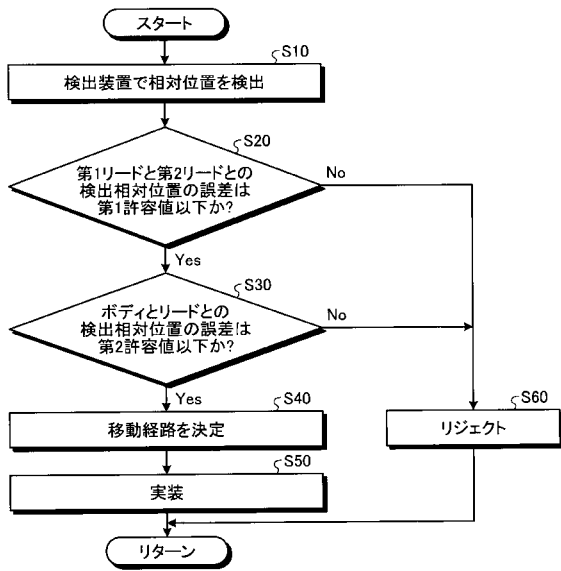 スタート
S10
検出装置で相対位置を検出
S20
第1リードと第2リードとの
検出相対位置の誤差は
第1許容値以下か?
No
Yes
S30
ボディとリードとの
検出相対位置の誤差は
第2許容値以下か?
No
Yes
S40
移動経路を決定
S60
リジェクト
S50
実装
リターン